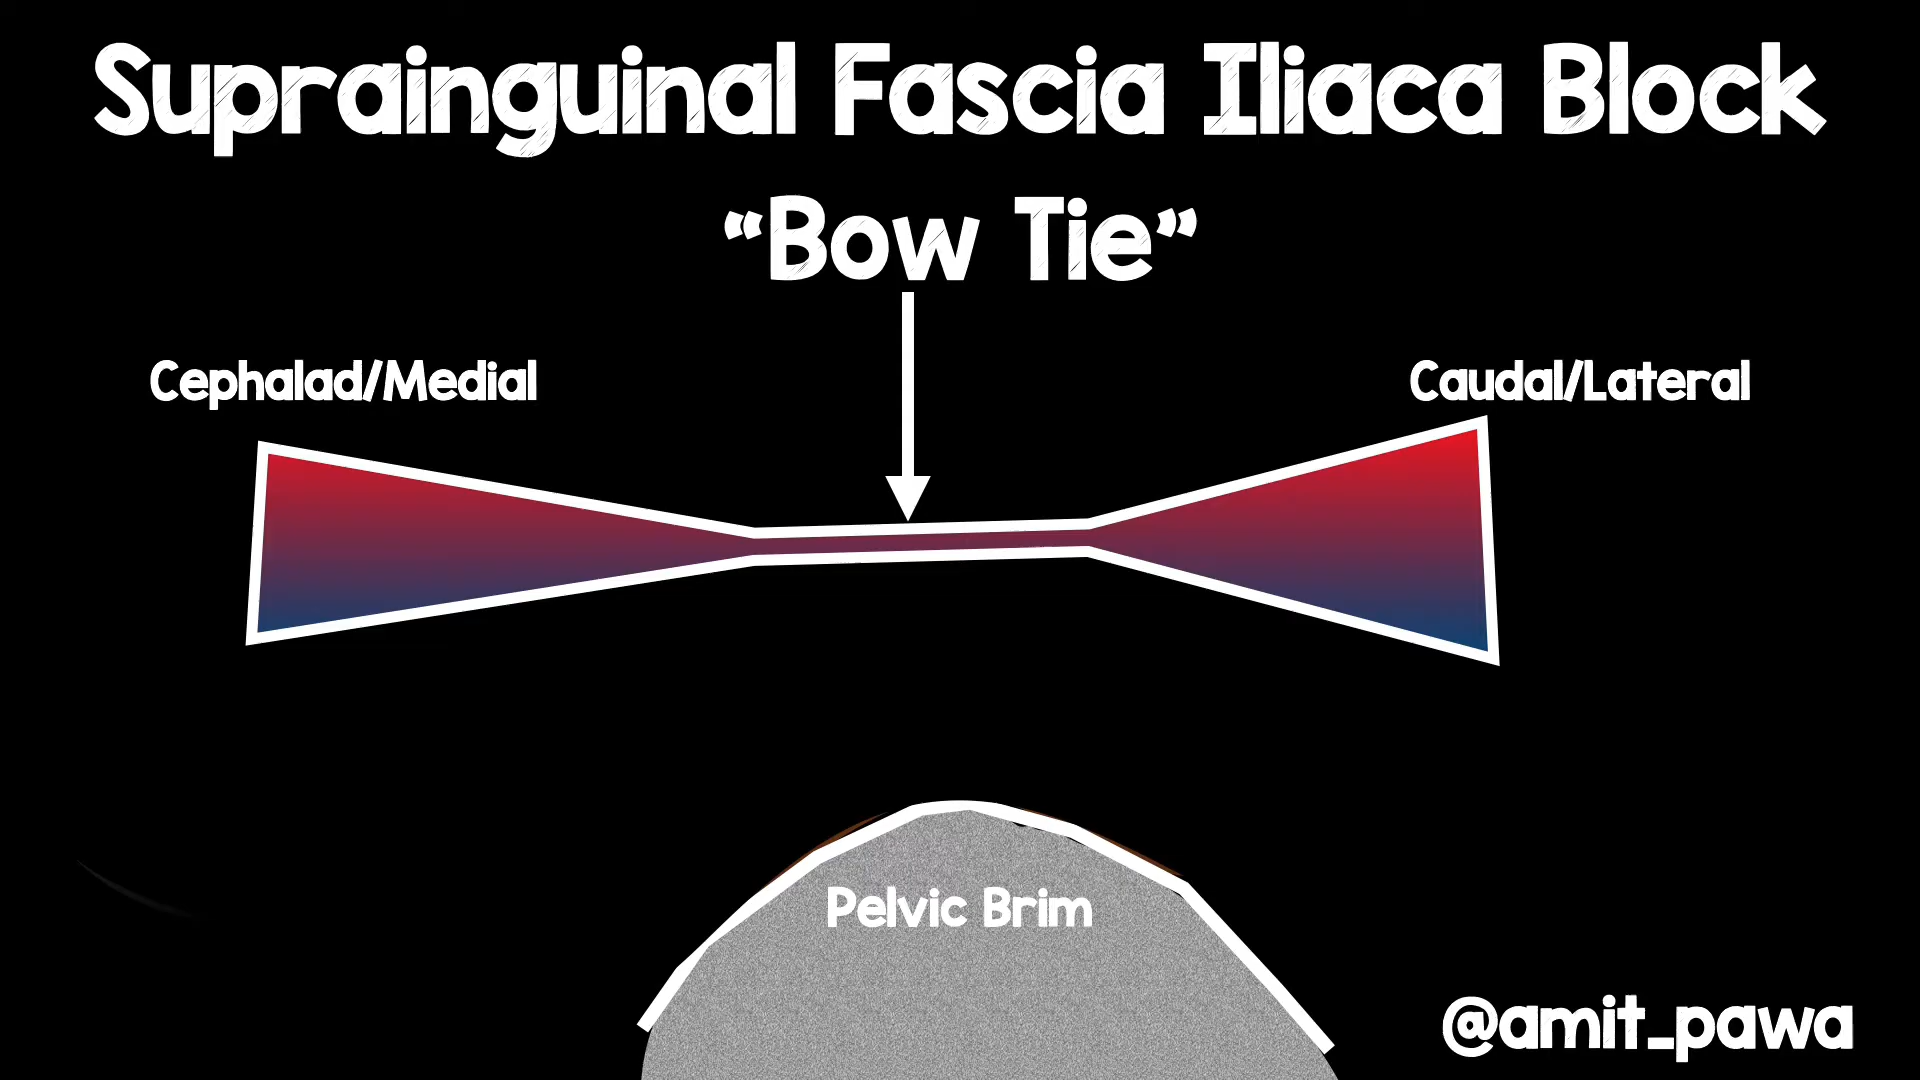 Suprainguinal Fascia Iliaca Block
“Bow Tie”
Cephalad/Medial
Caudal/Lateral
Pelvic Brim
@amit_pawa